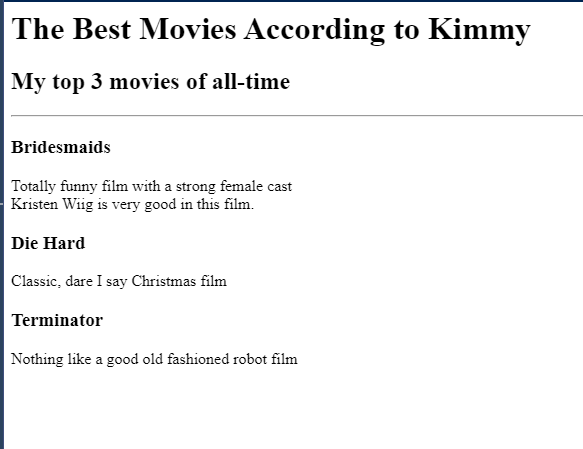 The Best Movies According to Kimmy
My top 3 movies of all-time
Bridesmaids
Totally funny film with a strong female cast
Kristen Wiig is very good in this film.
Die Hard
Classic, dare I say Christmas film
Terminator
Nothing like a good old fashioned robot film